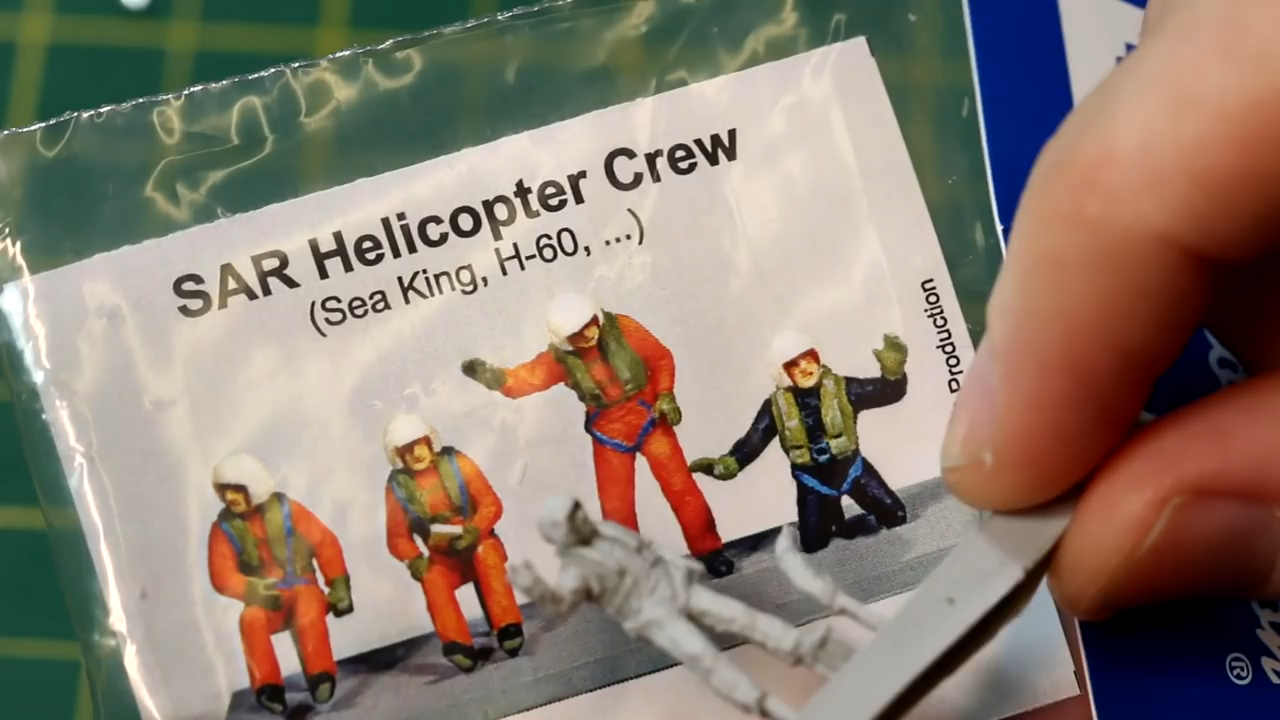 SAR Helicopter Crew
(Sea King, H-60, ...)
Production
®